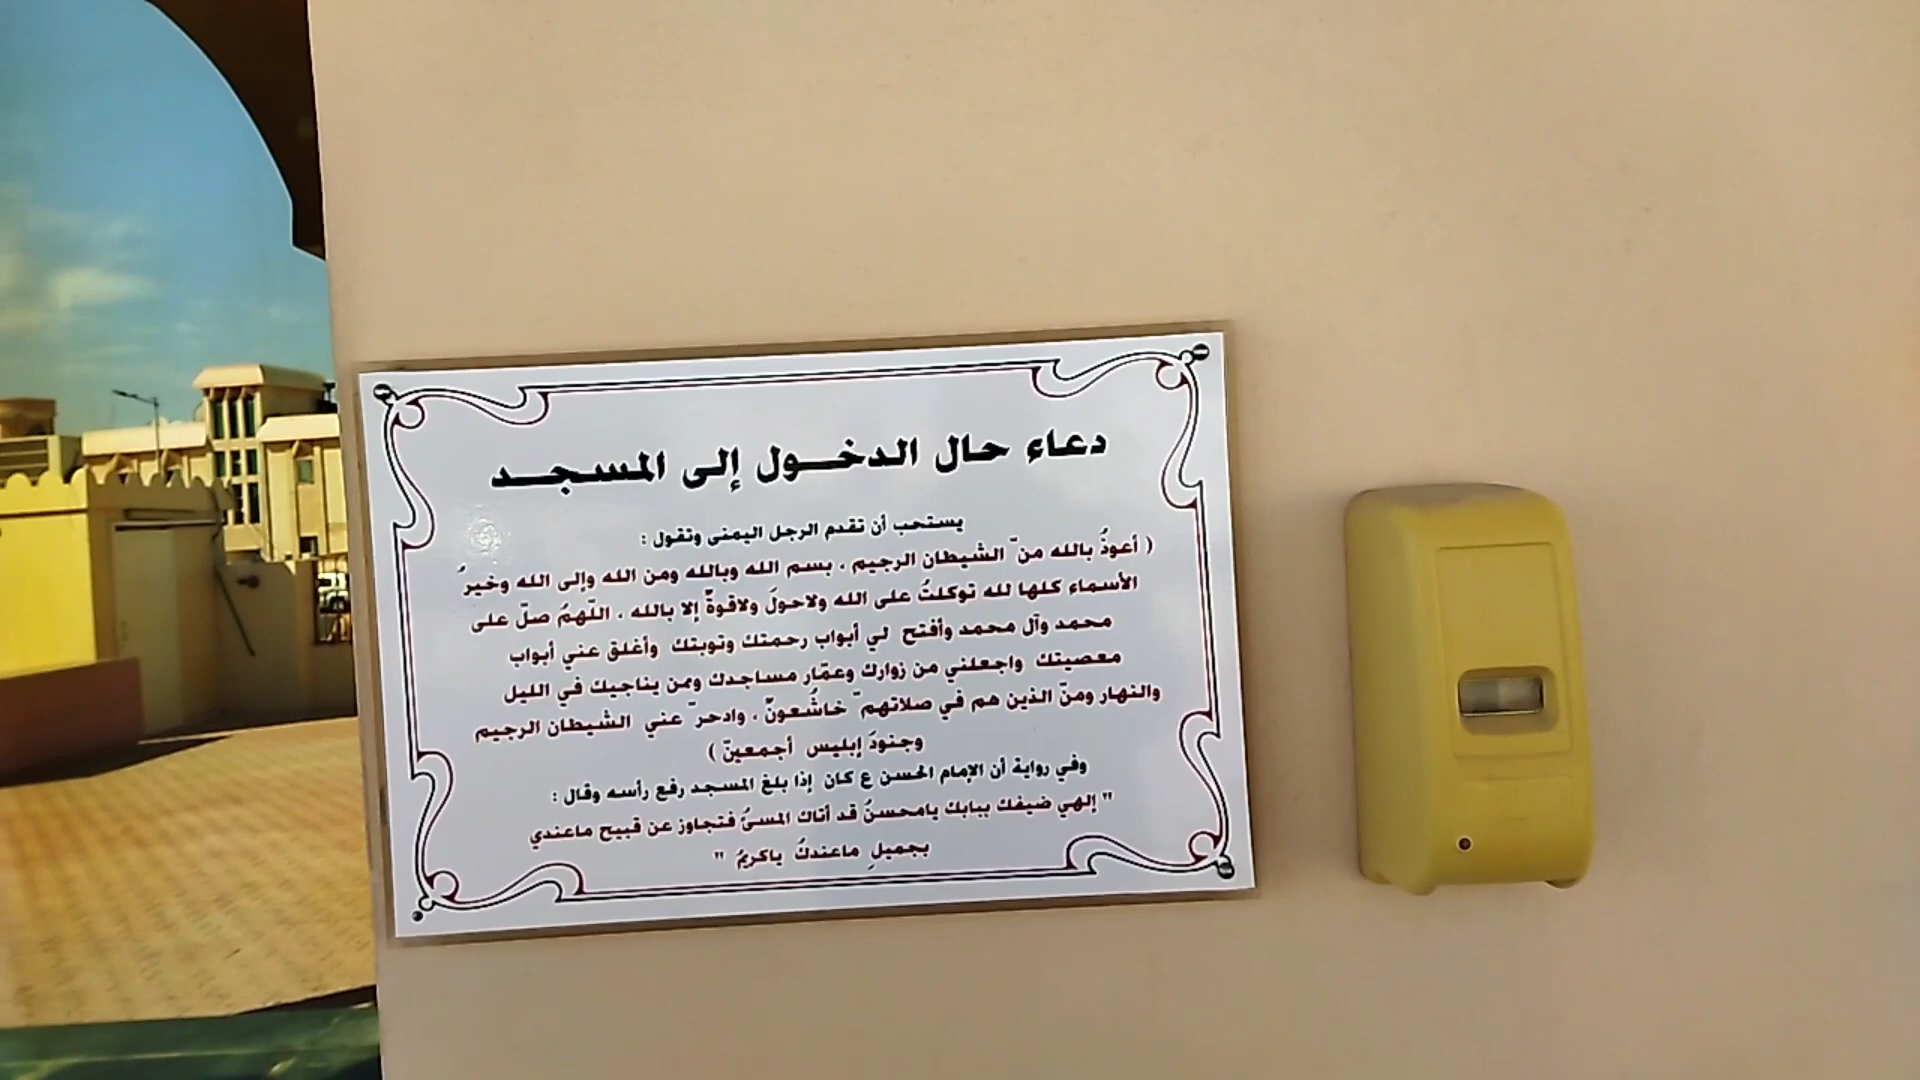 دعاء حال الدخول إلى المسجد
يستحب أن تقدم الرجل اليمنى وتقول :
( أعوذُ بالله منّ الشيطان الرجيم ، بسم الله وبالله ومن الله وإلى الله وخيرُ
الأسماء كلها لله توكلتُ على الله ولاحولَ ولاقوةَ إلا بالله ، اللّهمُ صلّ على
محمد وآل محمد وأفتح لي أبواب رحمتك وتوبتك وأغلق عني أبواب
معصيتك واجعلني من زوارك وعمّار مساجدك وممن يناجيك في الليل
والنهار ومنّ الذين هم في صلاتهمّ خاشُعونّ ، وادحرّ عني الشيطان الرجيم
وجنودَ إبليس أجمعينّ )
وفي رواية أن الإمام الحسن ع كان إذا بلغ المسجد رفع رأسه وقال :
" إلهي ضيفك ببابك يامحسنُ قد أتاك المسئُ فتجاوز عن قبيح ماعندي
بجميلِ ماعندكُ ياكريمُ "